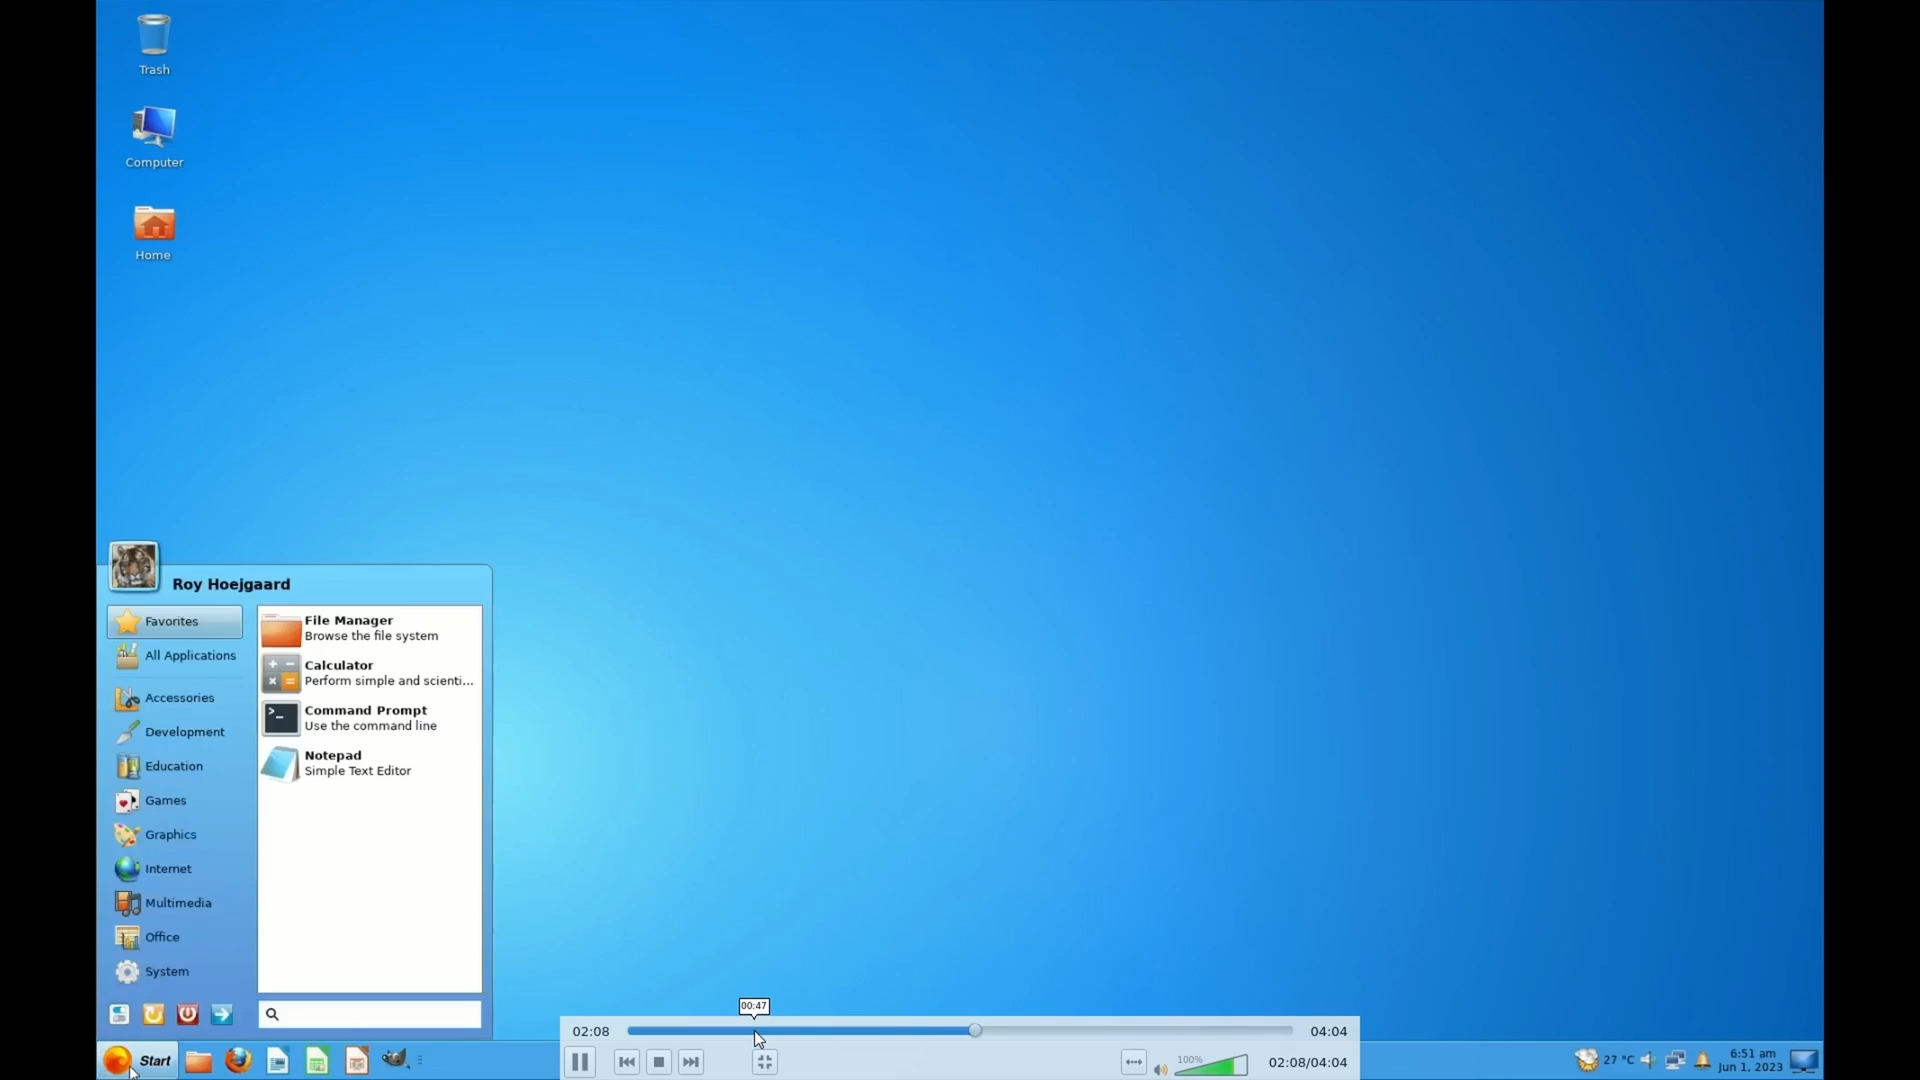 Trash
Computer
Home
Roy Hoejgaard
Favorites
All Applications
Accessories
Development
Education
Games
Graphics
Internet
Multimedia
Office
System
File Manager
Browse the file system
Calculator
Perform simple and scienti...
Command Prompt
Use the command line
Notepad
Simple Text Editor
00:47
02:08
04:04
Start
100%
02:08/04:04
27 °C
6:51 am
Jun 1, 2023